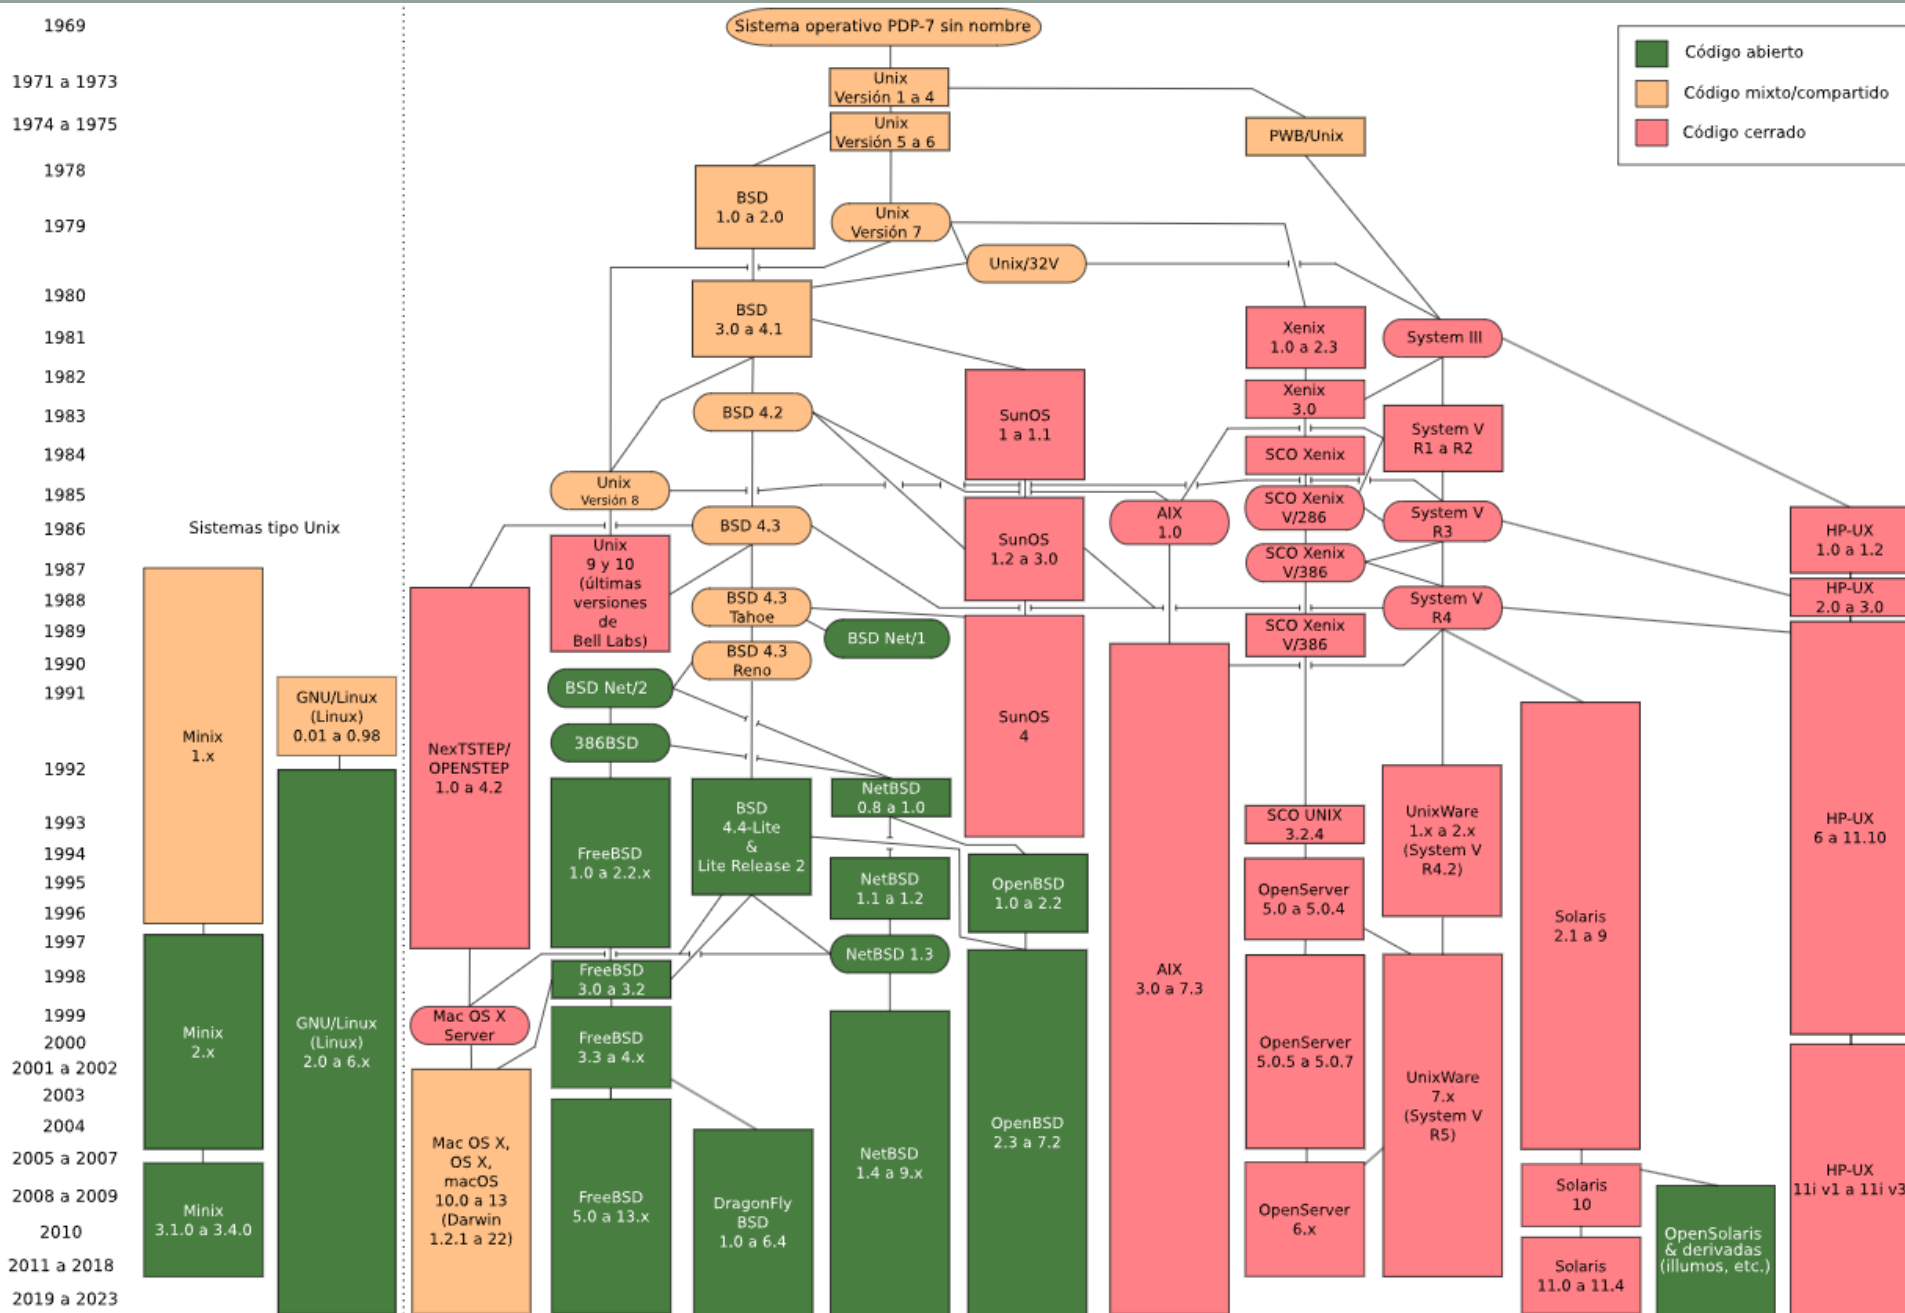 1969
1971 a 1973
1974 a 1975
1978
1979
1980
1981
1982
1983
1984
1985
1986
1987
1988
1989
1990
1991
1992
1993
1994
1995
1996
1997
1998
1999
2000
2001 a 2002
2003
2004
2005 a 2007
2008 a 2009
2010
2011 a 2018
2019 a 2023
Sistemas tipo Unix
Minix
1.x
Minix
2.x
Minix
3.1.0 a 3.4.0
GNU/Linux
(Linux)
0.01 a 0.98
GNU/Linux
(Linux)
2.0 a 6.x
Sistema operativo PDP-7 sin nombre
Unix
Versión 1 a 4
Unix
Versión 5 a 6
PWB/Unix
BSD
1.0 a 2.0
Unix
Versión 7
Unix/32V
BSD
3.0 a 4.1
Xenix
1.0 a 2.3
System III
Xenix
3.0
BSD 4.2
SunOS
1 a 1.1
System V
R1 a R2
SCO Xenix
Unix
Versión 8
SCO Xenix
V/286
AIX
1.0
System V
R3
BSD 4.3
SunOS
1.2 a 3.0
HP-UX
1.0 a 1.2
Unix
9 y 10
(últimas
versiones
de
Bell Labs)
SCO Xenix
V/386
HP-UX
2.0 a 3.0
BSD 4.3
Tahoe
System V
R4
BSD Net/1
SCO Xenix
V/386
BSD 4.3
Reno
BSD Net/2
SunOS
4
386BSD
NexTSTEP/
OPENSTEP
1.0 a 4.2
NetBSD
0.8 a 1.0
BSD
4.4-Lite
&
Lite Release 2
SCO UNIX
3.2.4
UnixWare
1.x a 2.x
(System V
R4.2)
HP-UX
6 a 11.10
FreeBSD
1.0 a 2.2.x
NetBSD
1.1 a 1.2
OpenBSD
1.0 a 2.2
OpenServer
5.0 a 5.0.4
Solaris
2.1 a 9
NetBSD 1.3
FreeBSD
3.0 a 3.2
AIX
3.0 a 7.3
Mac OS X
Server
FreeBSD
3.3 a 4.x
OpenServer
5.0.5 a 5.0.7
UnixWare
7.x
(System V
R5)
OpenBSD
2.3 a 7.2
NetBSD
1.4 a 9.x
Mac OS X,
OS X,
macOS
10.0 a 13
(Darwin
1.2.1 a 22)
FreeBSD
5.0 a 13.x
DragonFly
BSD
1.0 a 6.4
OpenServer
6.x
Solaris
10
Solaris
11.0 a 11.4
OpenSolaris
& derivadas
(illumos, etc.)
HP-UX
11i v1 a 11i v3
Código abierto
Código mixto/compartido
Código cerrado